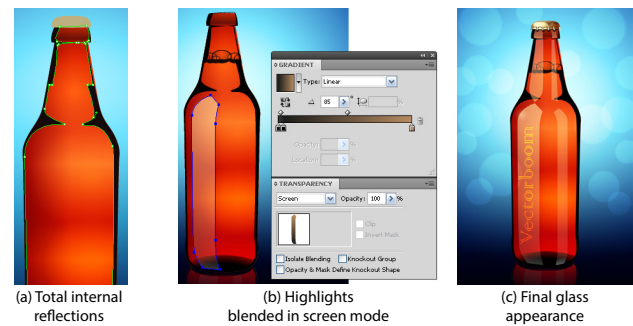 GRADIENT
Type: Linear
85 °
%
Opacity: %
Location: %
TRANSPARENCY
Screen Opacity: 100 %
Clip
Invert Mask
Isolate Blending Knockout Group
Opacity & Mask Define Knockout Shape
Vectorboom
(a) Total internal
reflections
(b) Highlights
blended in screen mode
(c) Final glass
appearance